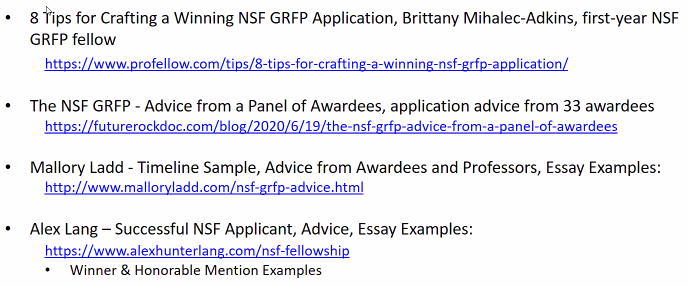 • 8 Tips for Crafting a Winning NSF GRFP Application, Brittany Mihalec-Adkins, first-year NSF
GRFP fellow
https://www.profellow.com/tips/8-tips-for-crafting-a-winning-nsf-grfp-application/
• The NSF GRFP - Advice from a Panel of Awardees, application advice from 33 awardees
https://futurerockdoc.com/blog/2020/6/19/the-nsf-grfp-advice-from-a-panel-of-awardees
• Mallory Ladd - Timeline Sample, Advice from Awardees and Professors, Essay Examples:
http://www.malloryladd.com/nsf-grfp-advice.html
• Alex Lang – Successful NSF Applicant, Advice, Essay Examples:
https://www.alexhunterlang.com/nsf-fellowship
• Winner & Honorable Mention Examples